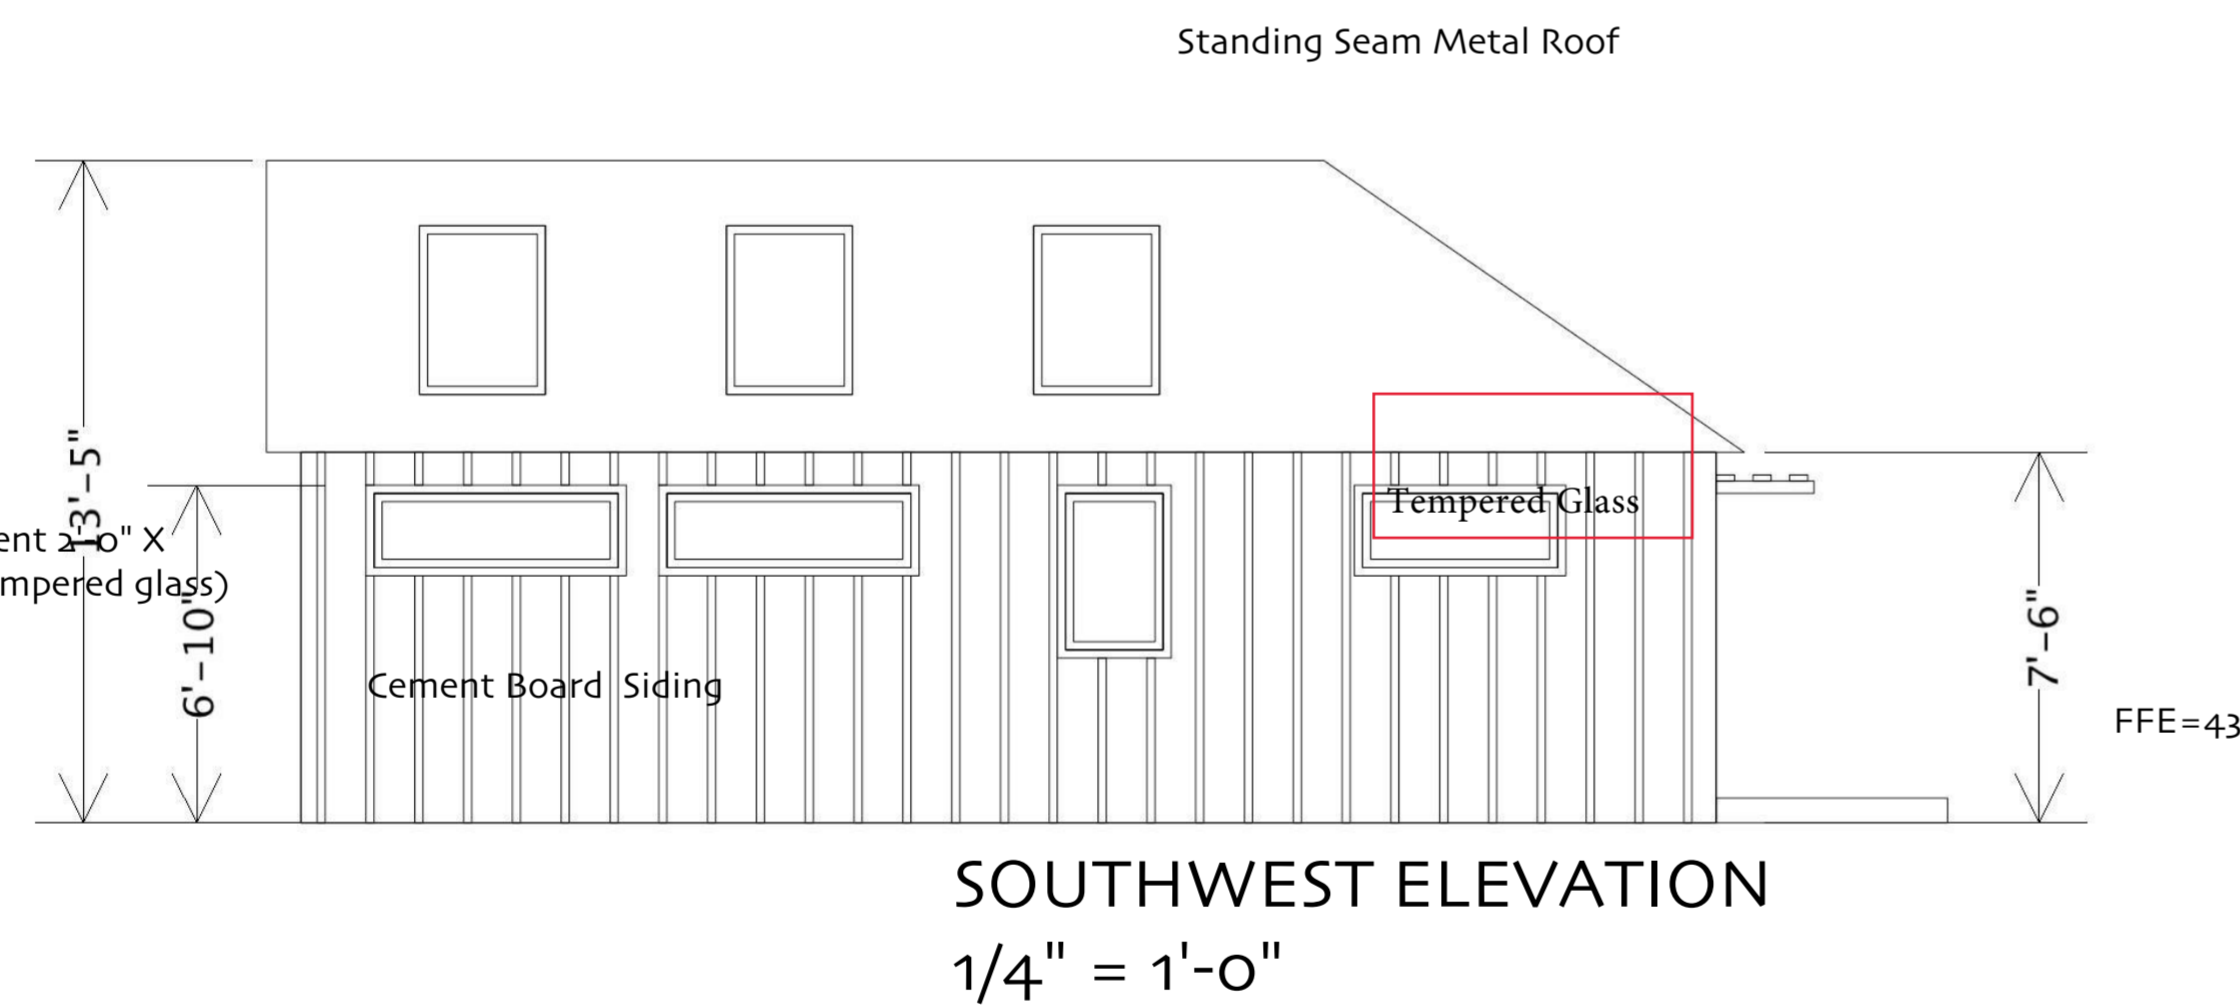 Standing Seam Metal Roof
13'-5"
ent 2'-0" X
mpered glass)
6'-10"
Tempered Glass
Cement Board Siding
7'-6"
FFE=43
SOUTHWEST ELEVATION
1/4" = 1'-0"